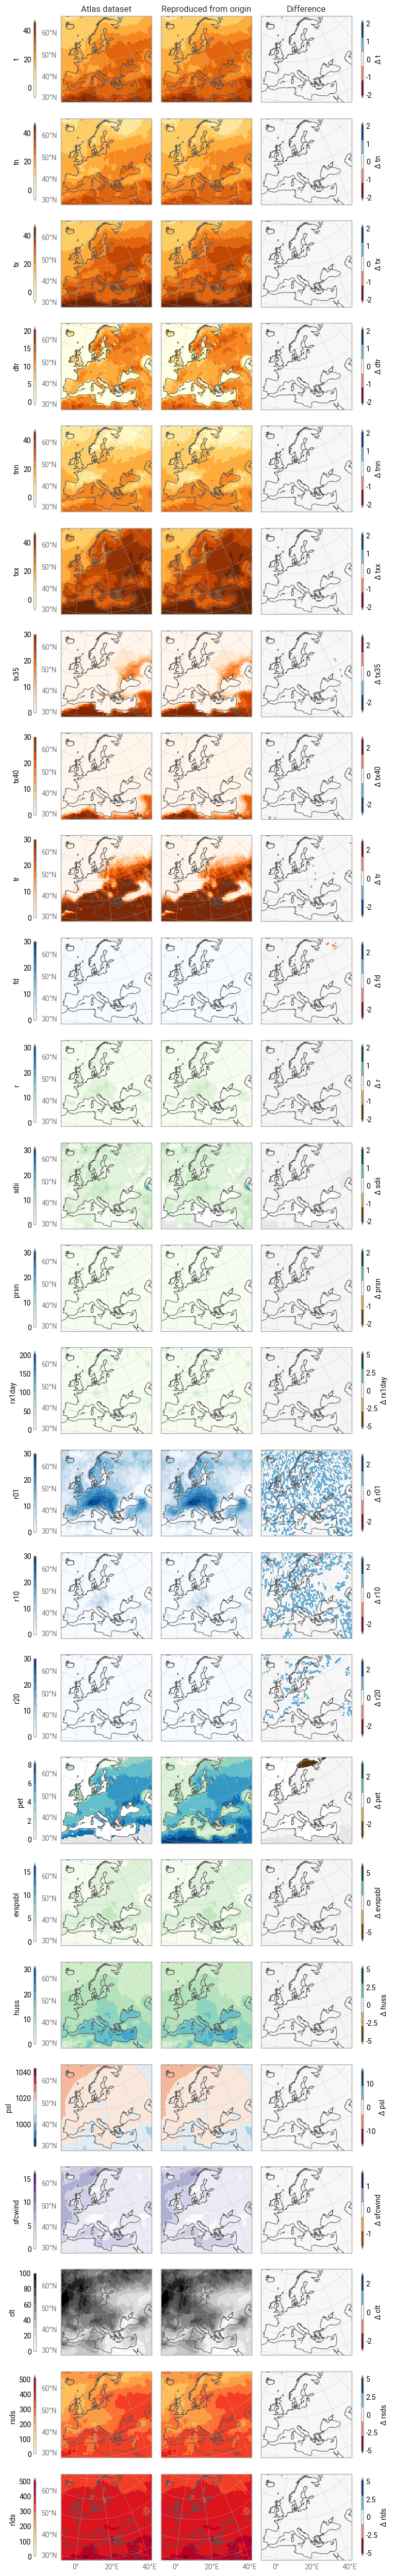 Atlas dataset Reproduced from origin Difference
t 40 20 0 60°N 50°N 40°N 30°N 2 1 0 -1 -2 Δ t
tn 40 20 0 60°N 50°N 40°N 30°N 2 1 0 -1 -2 Δ tn
tx 40 20 0 60°N 50°N 40°N 30°N 2 1 0 -1 -2 Δ tx
dtr 20 15 10 5 0 60°N 50°N 40°N 30°N 2 1 0 -1 -2 Δ dtr
tnn 40 20 0 60°N 50°N 40°N 30°N 2 1 0 -1 -2 Δ tnn
txx 40 20 0 60°N 50°N 40°N 30°N 2 1 0 -1 -2 Δ txx
tx35 30 20 10 0 60°N 50°N 40°N 30°N 2 0 -2 Δ tx35
tx40 30 20 10 0 60°N 50°N 40°N 30°N 2 0 -2 Δ tx40
tr 30 20 10 0 60°N 50°N 40°N 30°N 2 0 -2 Δ tr
fd 30 20 10 0 60°N 50°N 40°N 30°N 2 0 -2 Δ fd
r 30 20 10 0 60°N 50°N 40°N 30°N 2 1 0 -1 -2 Δ r
sdii 30 20 10 0 60°N 50°N 40°N 30°N 2 1 0 -1 -2 Δ sdii
prsn 30 20 10 0 60°N 50°N 40°N 30°N 2 1 0 -1 -2 Δ prsn
rx1day 200 150 100 50 0 60°N 50°N 40°N 30°N 5 2.5 0 -2.5 -5 Δ rx1day
r01 30 20 10 0 60°N 50°N 40°N 30°N 2 0 -2 Δ r01
r10 30 20 10 0 60°N 50°N 40°N 30°N 2 0 -2 Δ r10
r20 30 20 10 0 60°N 50°N 40°N 30°N 2 0 -2 Δ r20
pet 8 6 4 2 0 60°N 50°N 40°N 30°N 2 0 -2 Δ pet
evspsbl 15 10 5 0 60°N 50°N 40°N 30°N 5 0 -5 Δ evspsbl
huss 30 20 10 0 60°N 50°N 40°N 30°N 5 2.5 0 -2.5 -5 Δ huss
psl 1040 1020 1000 60°N 50°N 40°N 30°N 10 0 -10 Δ psl
sfcwind 15 10 5 0 60°N 50°N 40°N 30°N 1 0 -1 Δ sfcwind
clt 100 80 60 40 20 0 60°N 50°N 40°N 30°N 2 0 -2 Δ clt
rsds 500 400 300 200 100 0 60°N 50°N 40°N 30°N 5 2.5 0 -2.5 -5 Δ rsds
rlds 500 400 300 200 100 0 60°N 50°N 40°N 30°N 5 2.5 0 -2.5 -5 Δ rlds
0° 20°E 40°E 0° 20°E 40°E 0° 20°E 40°E